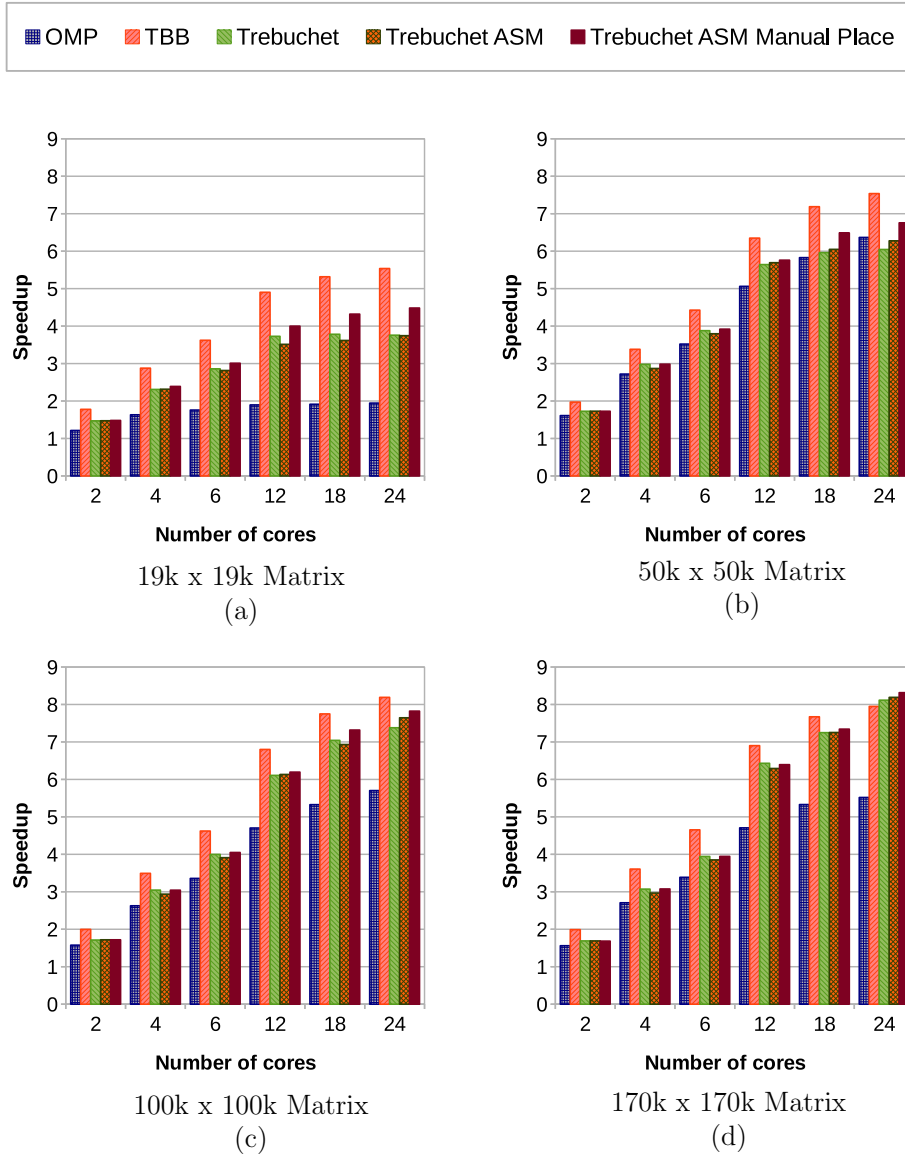 OMP TBB Trebuchet Trebuchet ASM Trebuchet ASM Manual Place
9
8
7
6
5
4
3
2
1
0
Speedup
2 4 6 12 18 24
Number of cores
19k x 19k Matrix
(a)
9
8
7
6
5
4
3
2
1
0
Speedup
2 4 6 12 18 24
Number of cores
50k x 50k Matrix
(b)
9
8
7
6
5
4
3
2
1
0
Speedup
2 4 6 12 18 24
Number of cores
100k x 100k Matrix
(c)
9
8
7
6
5
4
3
2
1
0
Speedup
2 4 6 12 18 24
Number of cores
170k x 170k Matrix
(d)